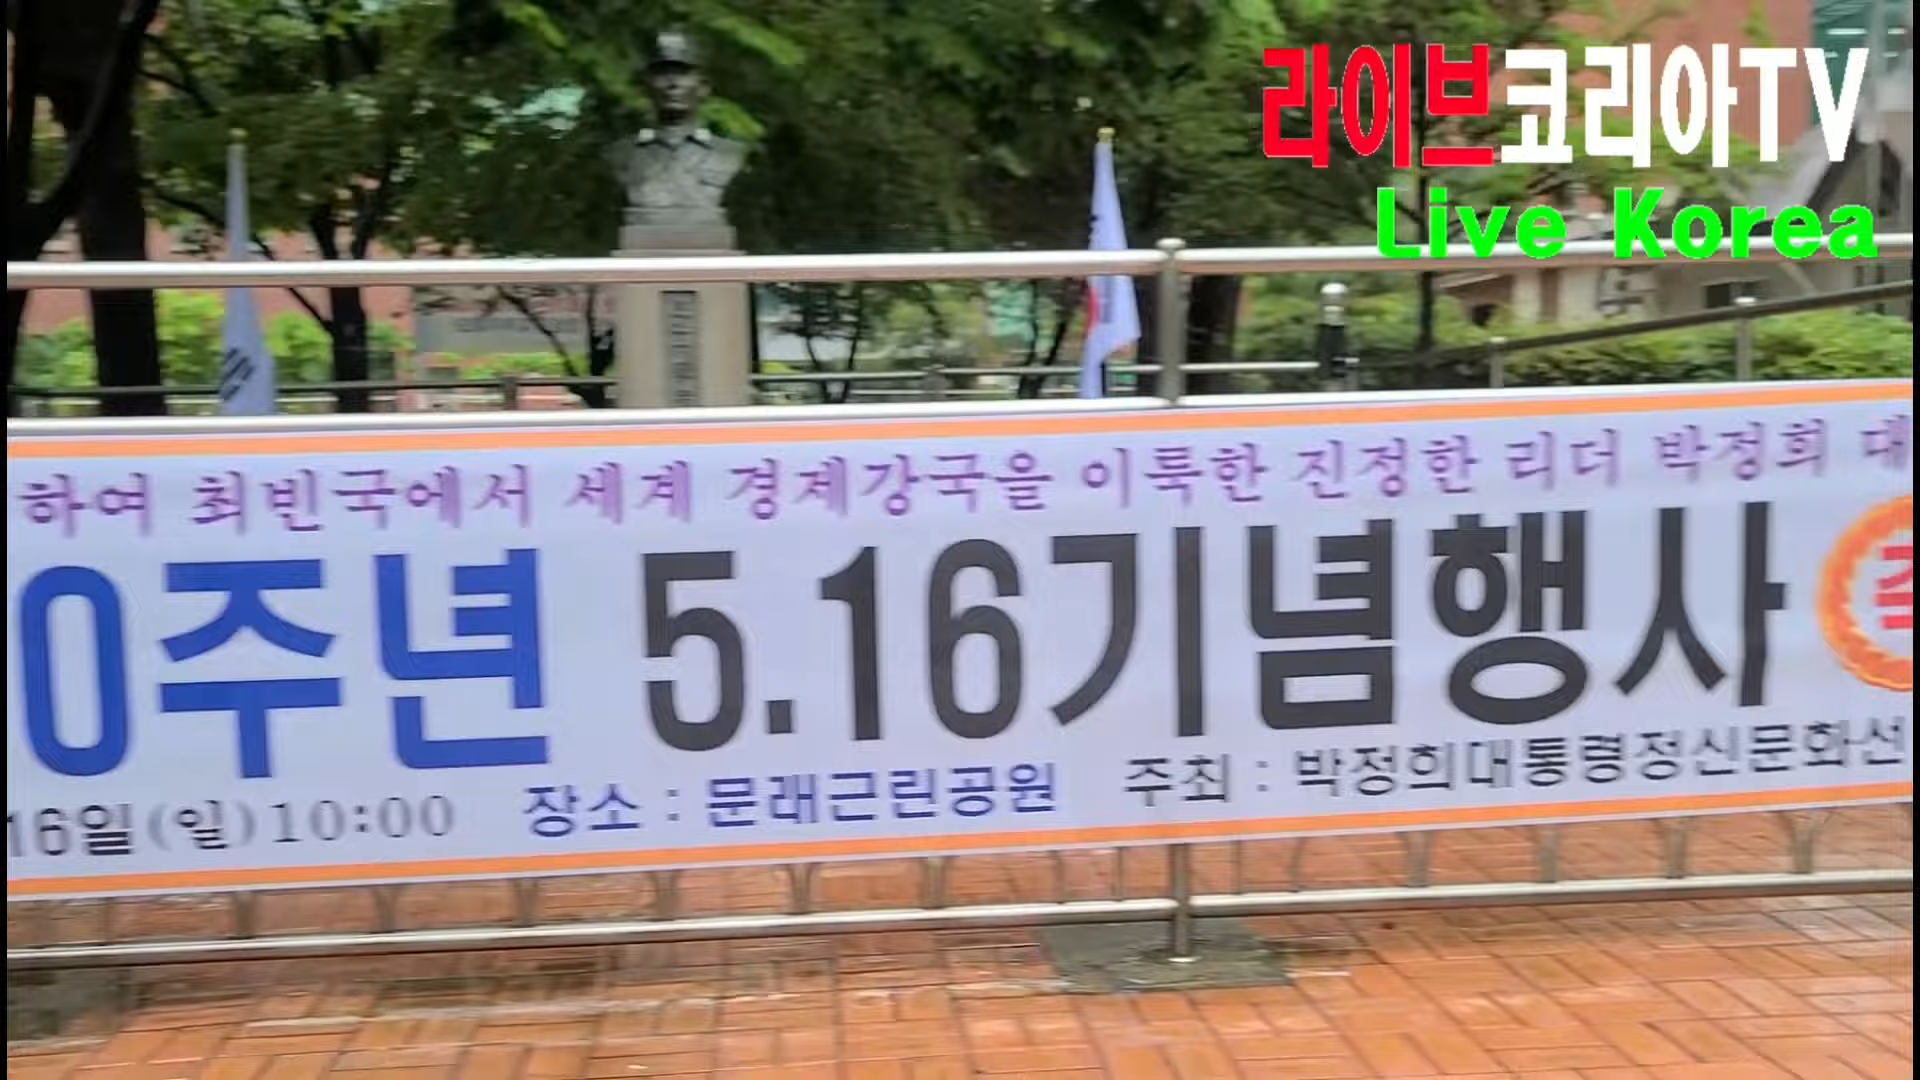 라이브코리아TV
Live Korea
하여 최빈국에서 세계 경제강국을 이룩한 진정한 리더 박정희 대
0주년 5.16기념행사
16일(일)10:00 장소 : 문래근린공원 주최 : 박정희대통령정신문화선